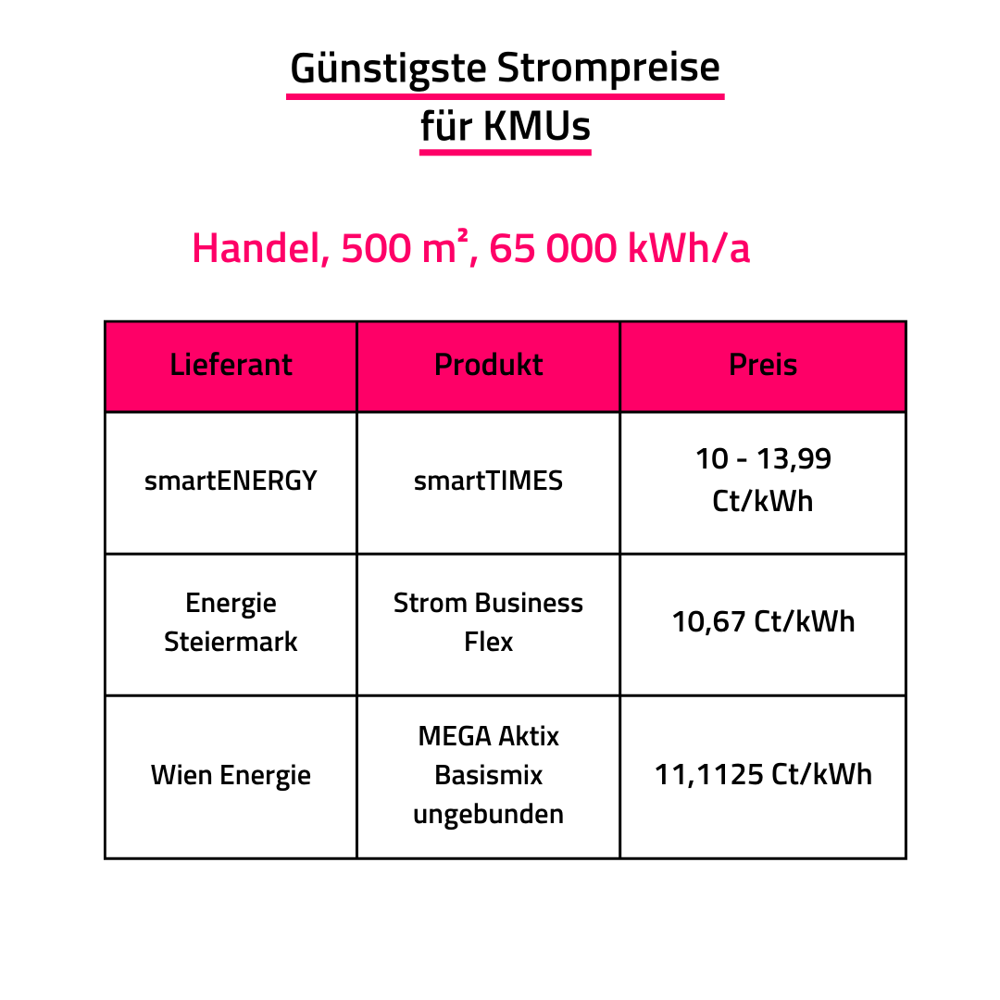 Günstigste Strompreise
für KMUs
Handel, 500 m², 65 000 kWh/a
Lieferant
Produkt
Preis
smartENERGY
smartTIMES
10 - 13,99
Ct/kWh
Energie
Steiermark
Strom Business
Flex
10,67 Ct/kWh
Wien Energie
MEGA Aktix
Basismix
ungebunden
11,1125 Ct/kWh